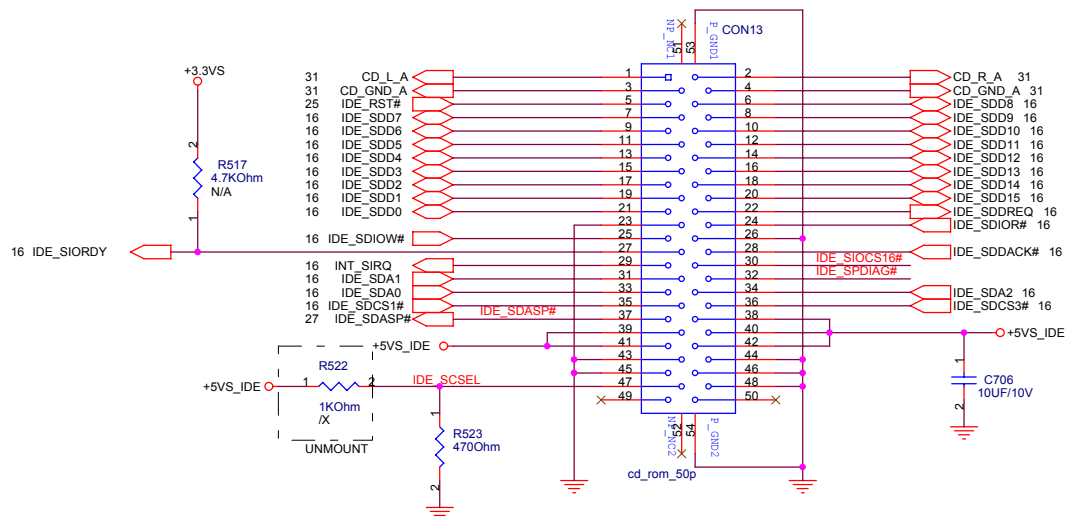 NP_NC1
51
P_GND1
53
CON13
+3.3VS
31 CD_L_A 1 2 CD_R_A 31
31 CD_GND_A 3 4 CD_GND_A 31
25 IDE_RST# 5 6 IDE_SDD8 16
16 IDE_SDD7 7 8 IDE_SDD9 16
16 IDE_SDD6 9 10 IDE_SDD10 16
16 IDE_SDD5 11 12 IDE_SDD11 16
16 IDE_SDD4 13 14 IDE_SDD12 16
16 IDE_SDD3 15 16 IDE_SDD13 16
16 IDE_SDD2 17 18 IDE_SDD14 16
16 IDE_SDD1 19 20 IDE_SDD15 16
16 IDE_SDD0 21 22 IDE_SDDREQ 16
2
R517
4.7KOhm
N/A
1
23 24 IDE_SDIOR# 16
16 IDE_SDIOW# 25 26
16 IDE_SIORDY 27 28 IDE_SDDACK# 16
16 INT_SIRQ 29 30 IDE_SIOCS16#
16 IDE_SDA1 31 32 IDE_SPDIAG#
16 IDE_SDA0 33 34 IDE_SDA2 16
16 IDE_SDCS1# 35 36 IDE_SDCS3# 16
27 IDE_SDASP# IDE_SDASP# 37 38
39 40 +5VS_IDE
+5VS_IDE 41 42
43 44
45 46
+5VS_IDE 1 R522 2 IDE_SCSEL 47 48
49 50
1KOhm
/X
UNMOUNT
1
R523
470Ohm
2
1
C706
10UF/10V
2
NP_NC2
52
P_GND2
54
cd_rom_50p